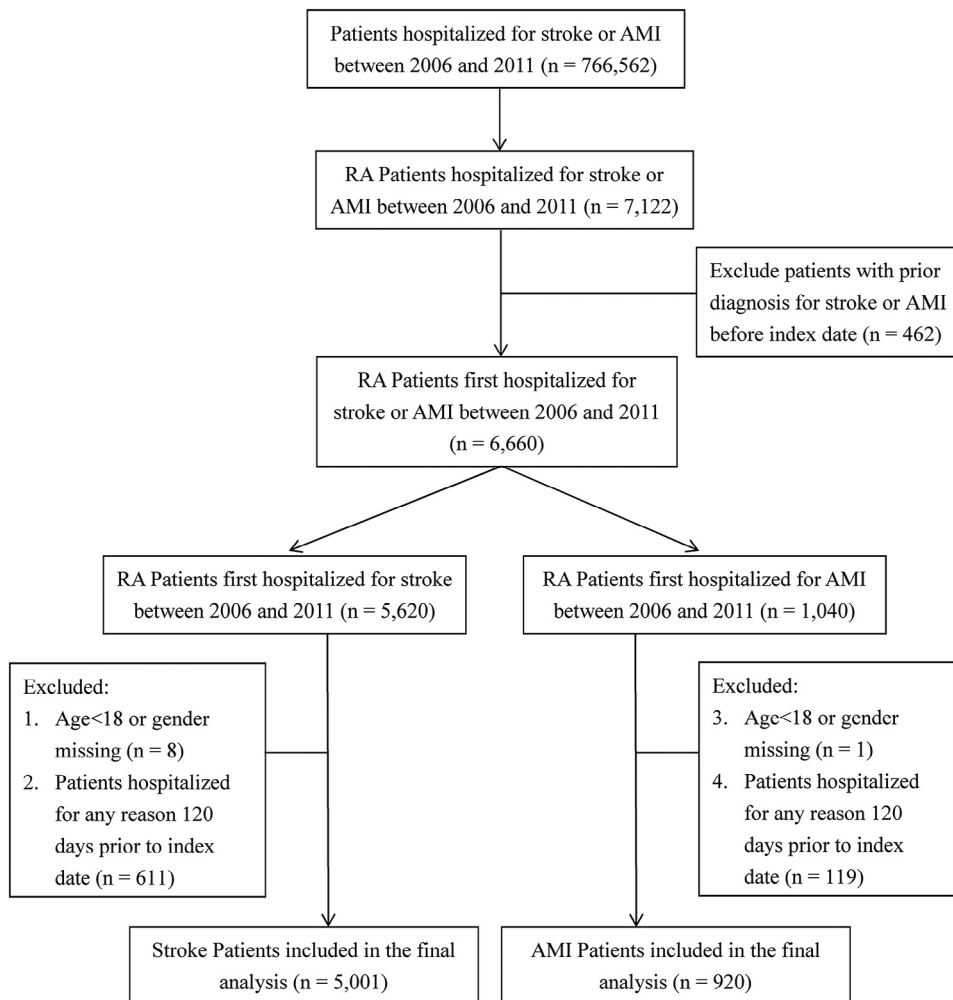 Patients hospitalized for stroke or AMI
between 2006 and 2011 (n = 766,562)
RA Patients hospitalized for stroke or
AMI between 2006 and 2011 (n = 7,122)
Exclude patients with prior
diagnosis for stroke or AMI
before index date (n = 462)
RA Patients first hospitalized for
stroke or AMI between 2006 and 2011
(n = 6,660)
RA Patients first hospitalized for stroke
between 2006 and 2011 (n = 5,620)
RA Patients first hospitalized for AMI
between 2006 and 2011 (n = 1,040)
Excluded:
1. Age<18 or gender
missing (n = 8)
2. Patients hospitalized
for any reason 120
days prior to index
date (n = 611)
Excluded:
3. Age<18 or gender
missing (n = 1)
4. Patients hospitalized
for any reason 120
days prior to index
date (n = 119)
Stroke Patients included in the final
analysis (n = 5,001)
AMI Patients included in the final
analysis (n = 920)